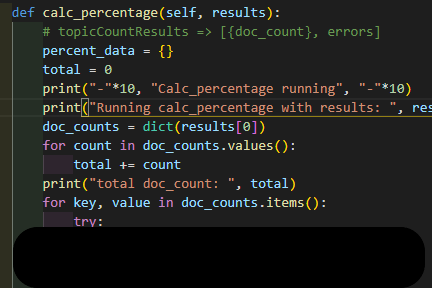 def calc_percentage(self, results):
    # topicCountResults => [{doc_count}, errors]
    percent_data = {}
    total = 0
    print("-"*10, "Calc_percentage running", "-"*10)
    print("Running calc_percentage with results: ", res
    doc_counts = dict(results[0])
    for count in doc_counts.values():
        total += count
    print("total doc_count: ", total)
    for key, value in doc_counts.items():
        try: